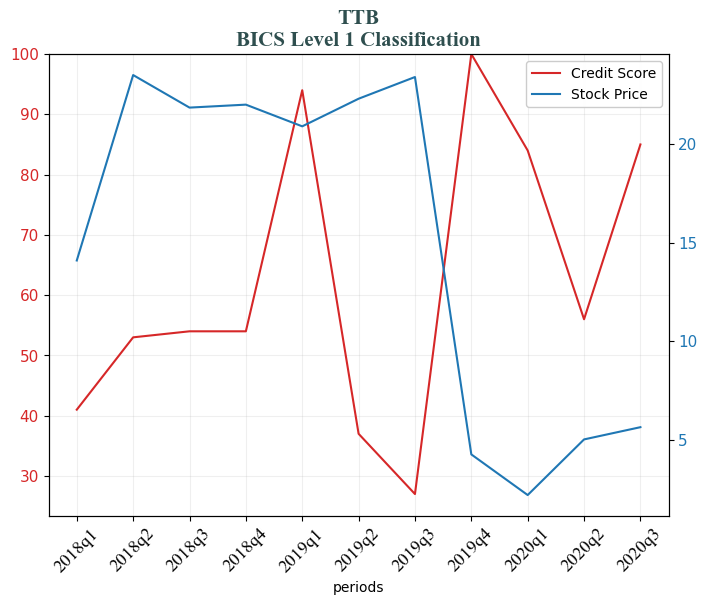 TTB
BICS Level 1 Classification
Credit Score
Stock Price
100
90
80
70
60
50
40
30
20
15
10
5
2018q1
2018q2
2018q3
2018q4
2019q1
2019q2
2019q3
2019q4
2020q1
2020q2
2020q3
periods